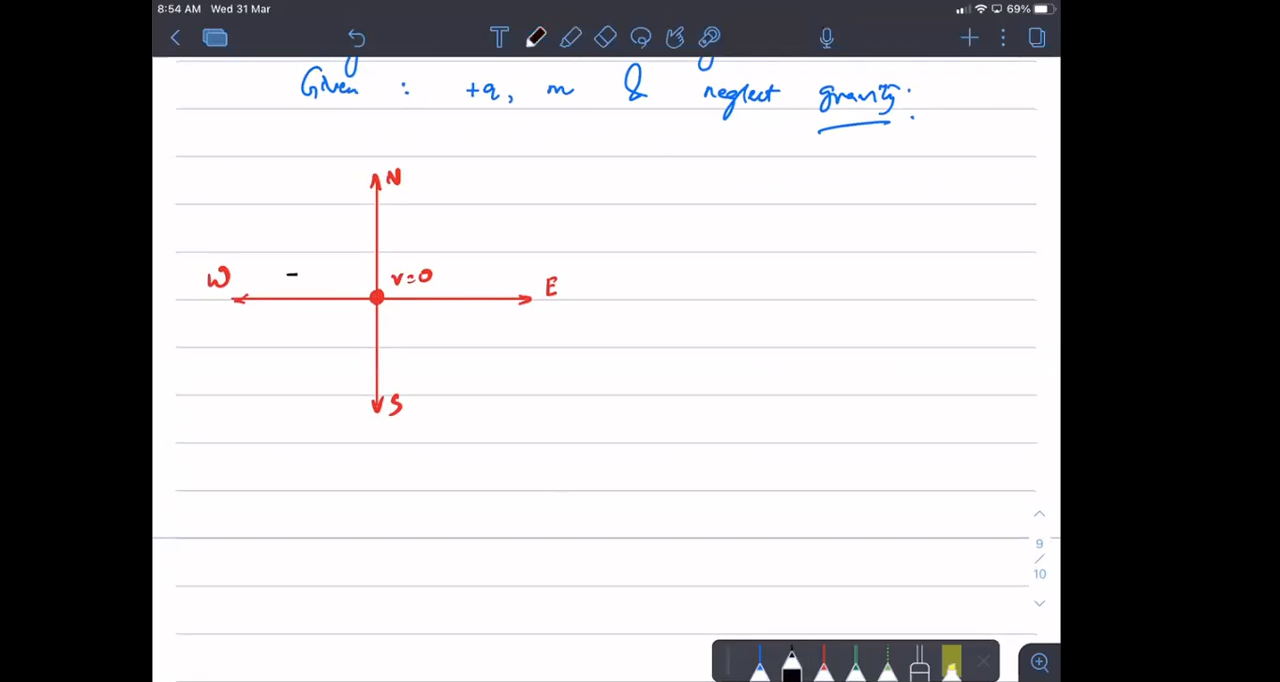 8:54 AM Wed 31 Mar 69%
T
Given : +q, m & neglect gravity.
N
W v=0 E
S
9
/
10